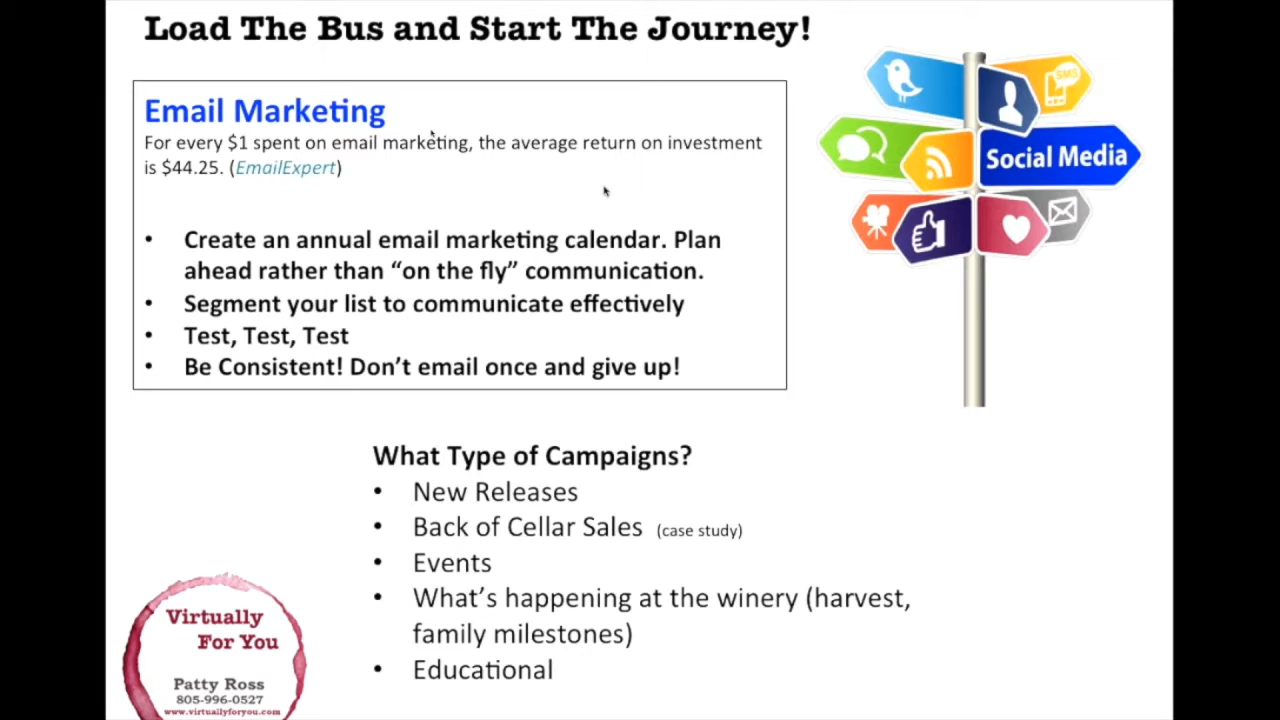 Load The Bus and Start The Journey!
Email Marketing
For every $1 spent on email marketing, the average return on investment
is $44.25. (EmailExpert)
• Create an annual email marketing calendar. Plan
ahead rather than “on the fly” communication.
• Segment your list to communicate effectively
• Test, Test, Test
• Be Consistent! Don’t email once and give up!
SMS
Social Media
What Type of Campaigns?
• New Releases
• Back of Cellar Sales (case study)
• Events
• What’s happening at the winery (harvest,
family milestones)
• Educational
Virtually
For You
Patty Ross
805-996-0527
www.virtuallyforyou.com